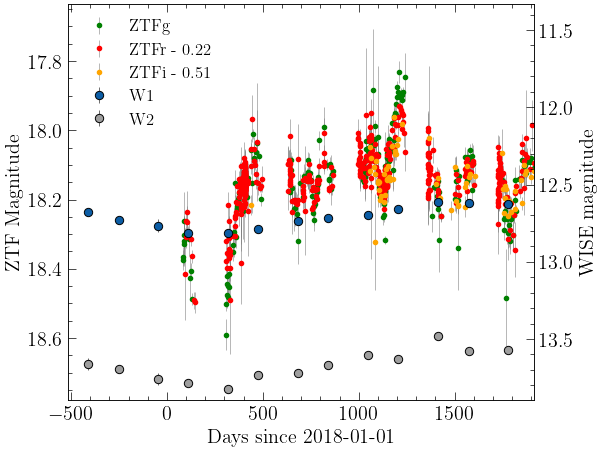 ZTFg
ZTFr - 0.22
ZTFi - 0.51
W1
W2
17.8
18.0
18.2
18.4
18.6
ZTF Magnitude
11.5
12.0
12.5
13.0
13.5
WISE magnitude
−500 0 500 1000 1500
Days since 2018-01-01